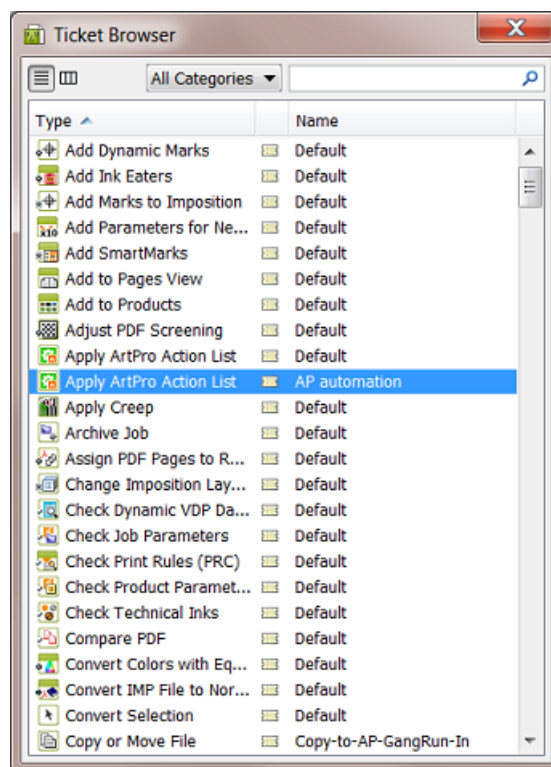 Ticket Browser
All Categories
Type Name
Add Dynamic Marks Default
Add Ink Eaters Default
Add Marks to Imposition Default
Add Parameters for Ne... Default
Add SmartMarks Default
Add to Pages View Default
Add to Products Default
Adjust PDF Screening Default
Apply ArtPro Action List Default
Apply ArtPro Action List AP automation
Apply Creep Default
Archive Job Default
Assign PDF Pages to R... Default
Change Imposition Lay... Default
Check Dynamic VDP Da... Default
Check Job Parameters Default
Check Print Rules (PRC) Default
Check Product Paramet... Default
Check Technical Inks Default
Compare PDF Default
Convert Colors with Eq... Default
Convert IMP File to Nor... Default
Convert Selection Default
Copy or Move File Copy-to-AP-GangRun-In